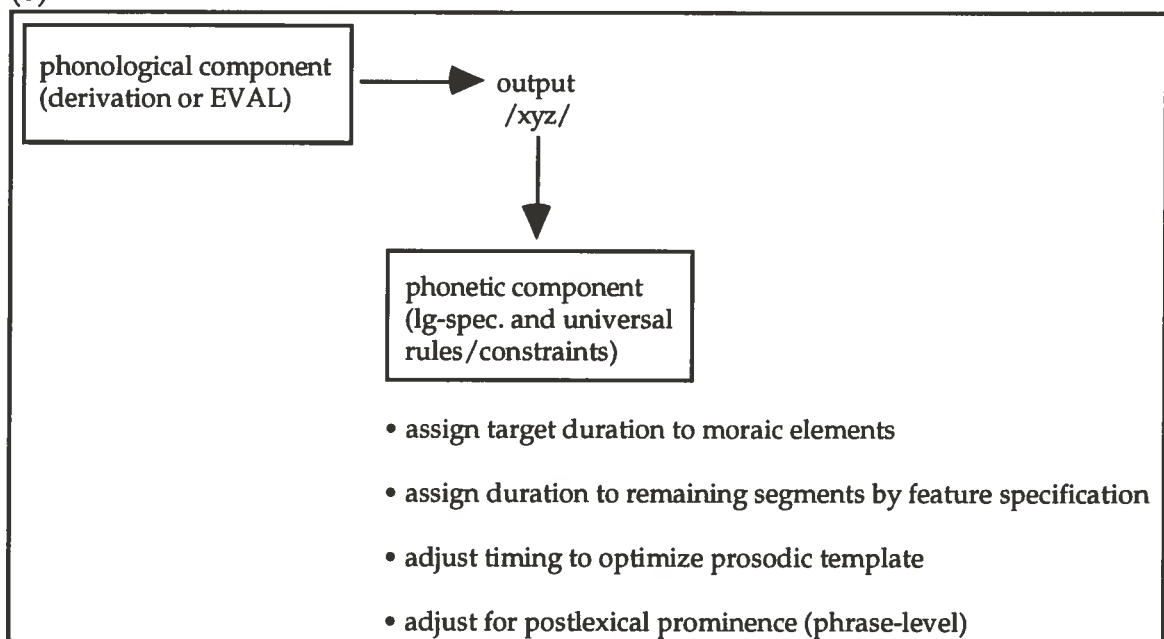 phonological component
(derivation or EVAL)
output
/xyz/
phonetic component
(lg-spec. and universal
rules/constraints)
• assign target duration to moraic elements
• assign duration to remaining segments by feature specification
• adjust timing to optimize prosodic template
• adjust for postlexical prominence (phrase-level)